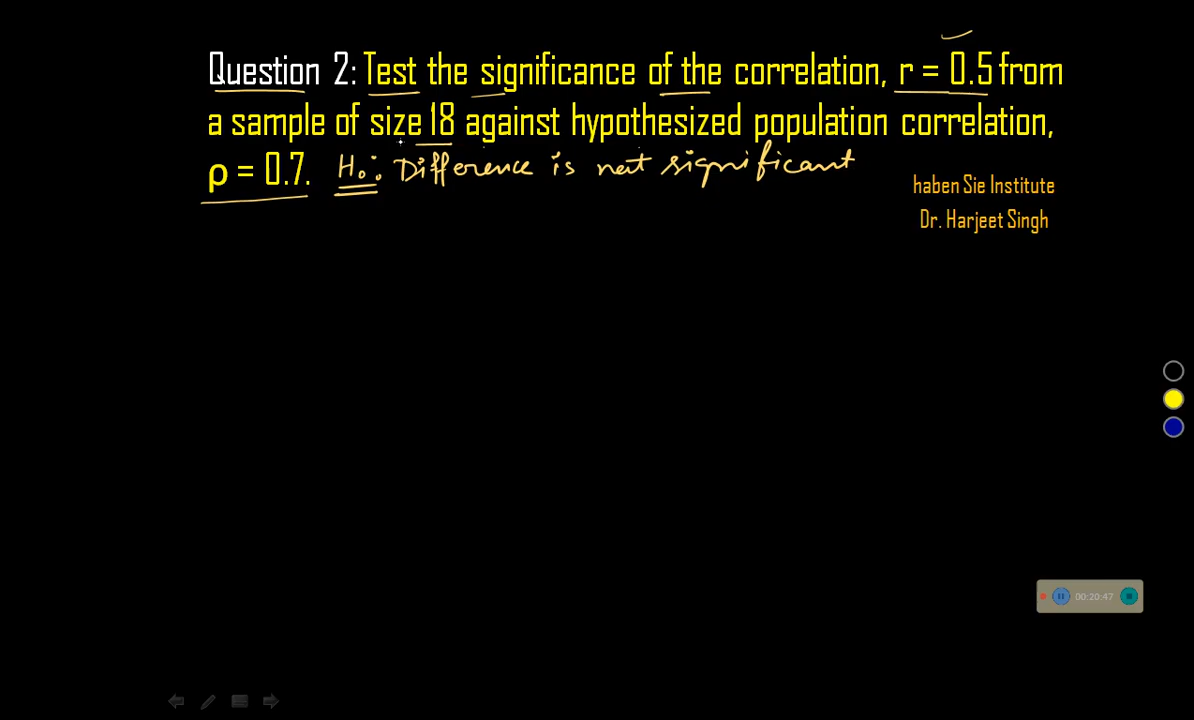 Question 2: Test the significance of the correlation, r = 0.5 from
a sample of size 18 against hypothesized population correlation,
ρ = 0.7. H₀: Difference is not significant
haben Sie Institute
Dr. Harjeet Singh
00:20:47